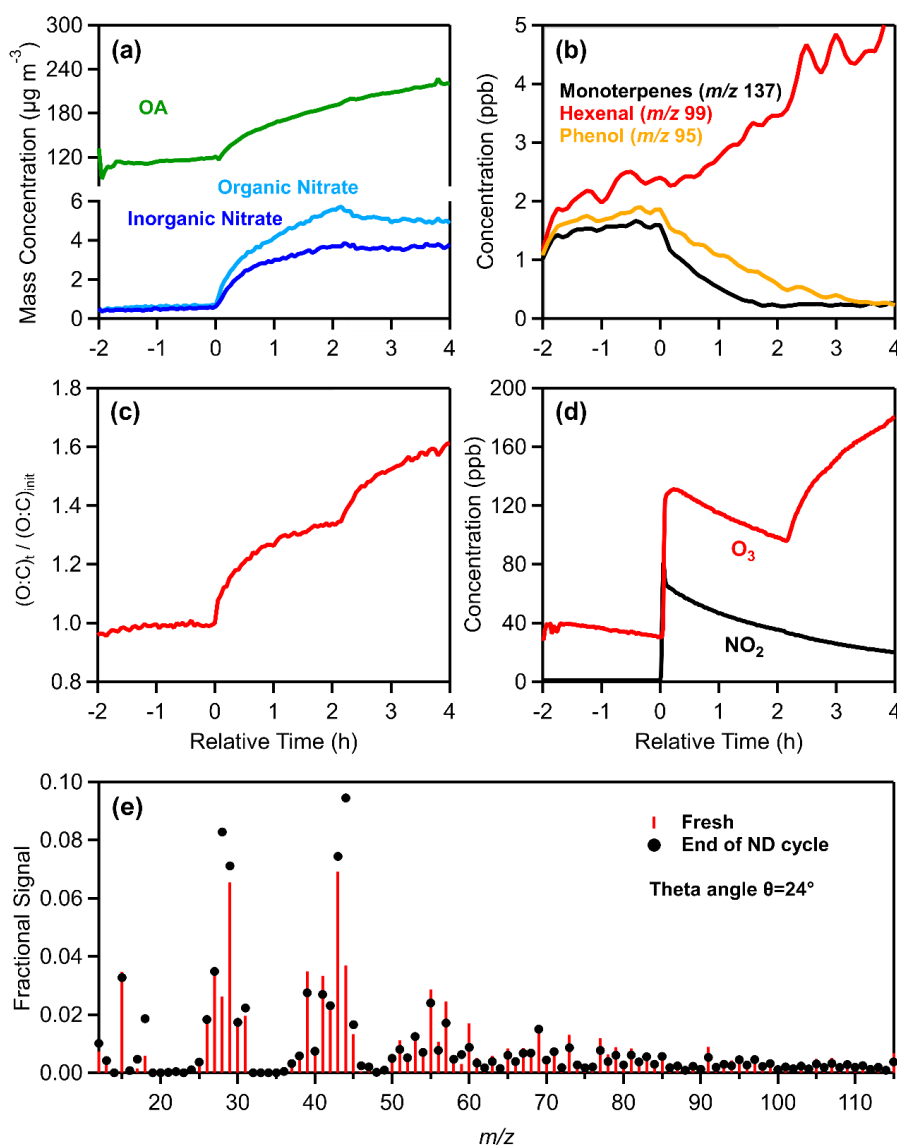 (a)
OA
Organic Nitrate
Inorganic Nitrate
Mass Concentration (µg m⁻³)
300
240
180
120
60
6
4
2
0
-2 -1 0 1 2 3 4
(b)
Monoterpenes (m/z 137)
Hexenal (m/z 99)
Phenol (m/z 95)
Concentration (ppb)
5
4
3
2
1
0
-2 -1 0 1 2 3 4
(c)
(O:C)t / (O:C)init
1.8
1.6
1.4
1.2
1.0
0.8
-2 -1 0 1 2 3 4
Relative Time (h)
(d)
O₃
NO₂
Concentration (ppb)
200
160
120
80
40
0
-2 -1 0 1 2 3 4
Relative Time (h)
(e)
Fresh
End of ND cycle
Theta angle θ=24°
Fractional Signal
0.10
0.08
0.06
0.04
0.02
0.00
20 30 40 50 60 70 80 90 100 110
m/z